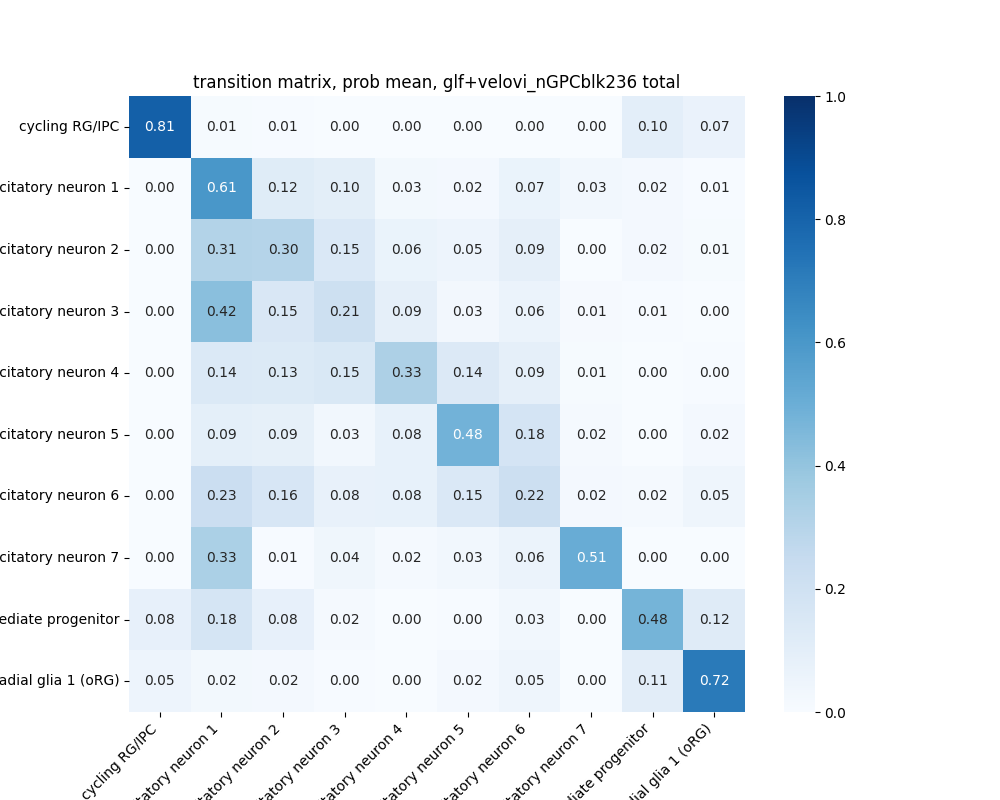 transition matrix, prob mean, glf+velovi_nGPCblk236 total
cycling RG/IPC 0.81 0.01 0.01 0.00 0.00 0.00 0.00 0.00 0.10 0.07
citatory neuron 1 0.00 0.61 0.12 0.10 0.03 0.02 0.07 0.03 0.02 0.01
citatory neuron 2 0.00 0.31 0.30 0.15 0.06 0.05 0.09 0.00 0.02 0.01
citatory neuron 3 0.00 0.42 0.15 0.21 0.09 0.03 0.06 0.01 0.01 0.00
citatory neuron 4 0.00 0.14 0.13 0.15 0.33 0.14 0.09 0.01 0.00 0.00
citatory neuron 5 0.00 0.09 0.09 0.03 0.08 0.48 0.18 0.02 0.00 0.02
citatory neuron 6 0.00 0.23 0.16 0.08 0.08 0.15 0.22 0.02 0.02 0.05
citatory neuron 7 0.00 0.33 0.01 0.04 0.02 0.03 0.06 0.51 0.00 0.00
ediate progenitor 0.08 0.18 0.08 0.02 0.00 0.00 0.03 0.00 0.48 0.12
adial glia 1 (oRG) 0.05 0.02 0.02 0.00 0.00 0.02 0.05 0.00 0.11 0.72
cycling RG/IPC
tatory neuron 1
tatory neuron 2
tatory neuron 3
tatory neuron 4
tatory neuron 5
tatory neuron 6
tatory neuron 7
diate progenitor
dial glia 1 (oRG)
1.0
0.8
0.6
0.4
0.2
0.0